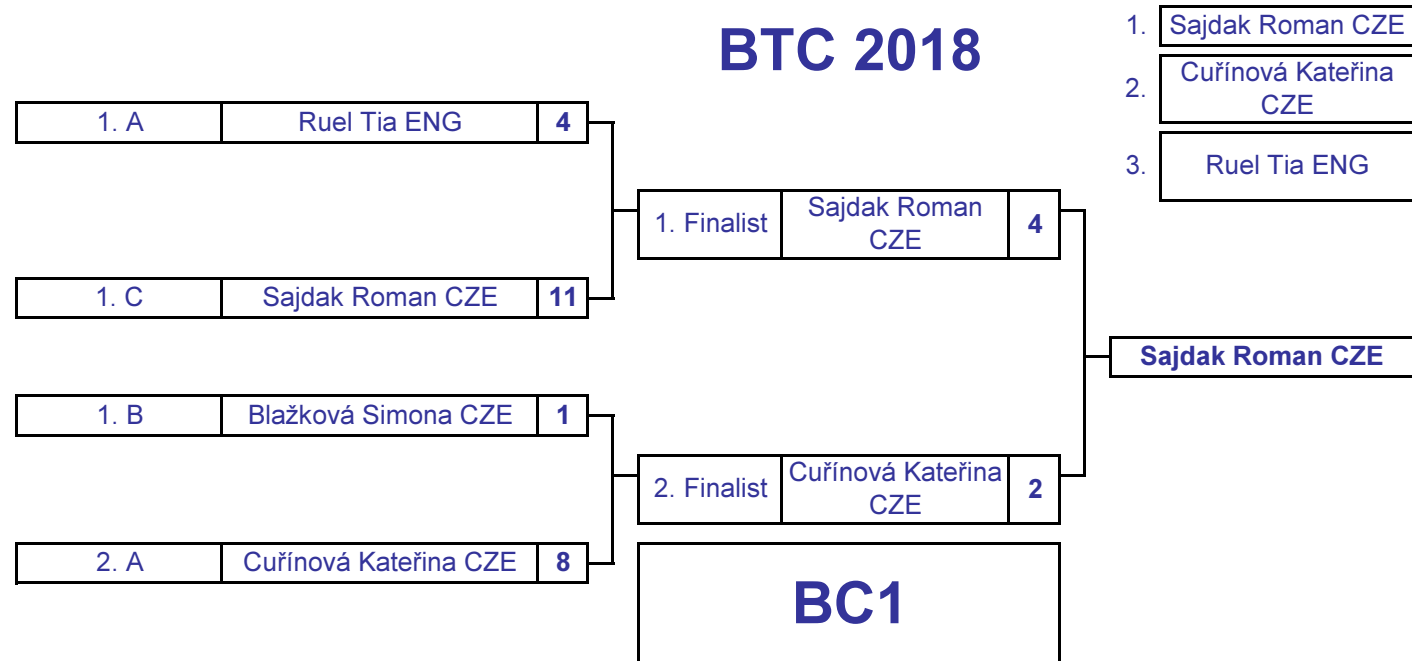 BTC 2018
1. Sajdak Roman CZE
2. Cuřínová Kateřina
CZE
3. Ruel Tia ENG
1. A Ruel Tia ENG 4
1. Finalist Sajdak Roman
CZE 4
1. C Sajdak Roman CZE 11
Sajdak Roman CZE
1. B Blažková Simona CZE 1
2. Finalist Cuřínová Kateřina
CZE 2
2. A Cuřínová Kateřina CZE 8
BC1